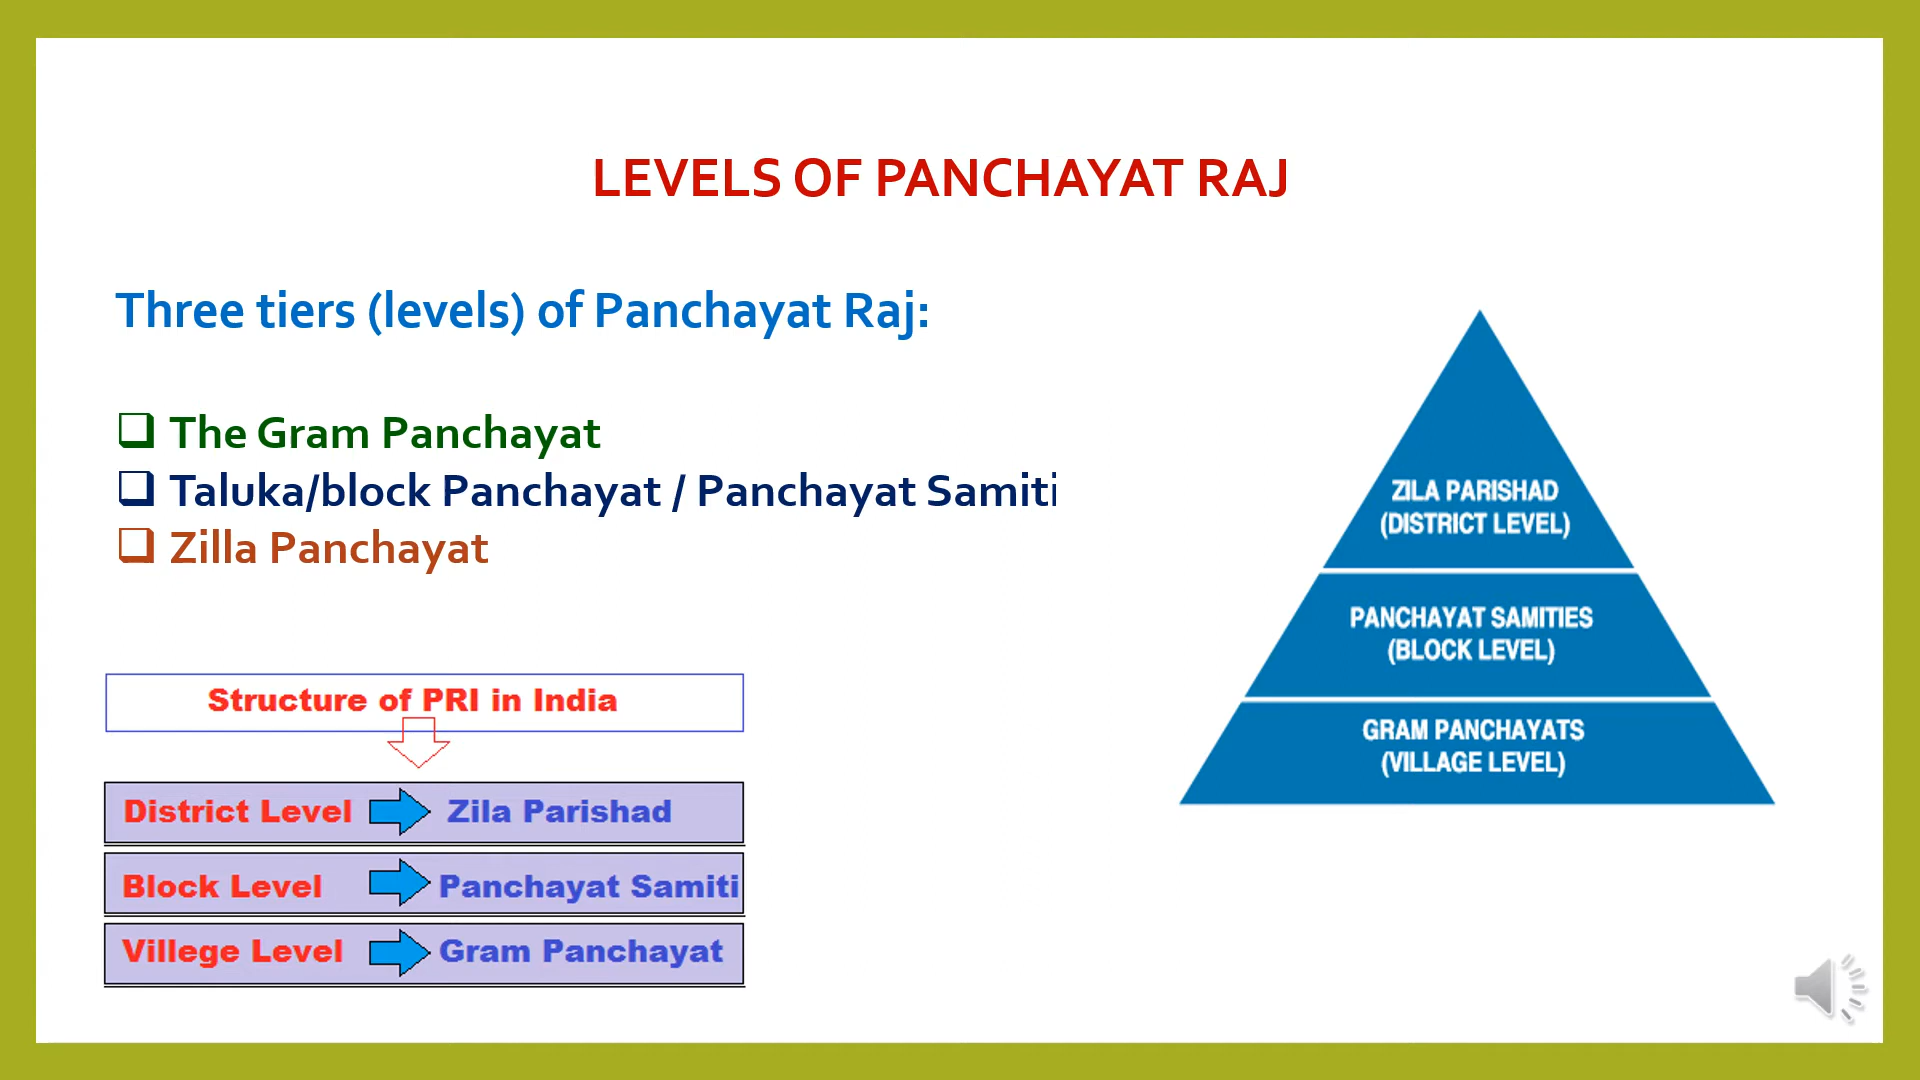 LEVELS OF PANCHAYAT RAJ
Three tiers (levels) of Panchayat Raj:
The Gram Panchayat
Taluka/block Panchayat / Panchayat Samiti
Zilla Panchayat
Structure of PRI in India
District Level Zila Parishad
Block Level Panchayat Samiti
Villege Level Gram Panchayat
ZILA PARISHAD
(DISTRICT LEVEL)
PANCHAYAT SAMITIES
(BLOCK LEVEL)
GRAM PANCHAYATS
(VILLAGE LEVEL)